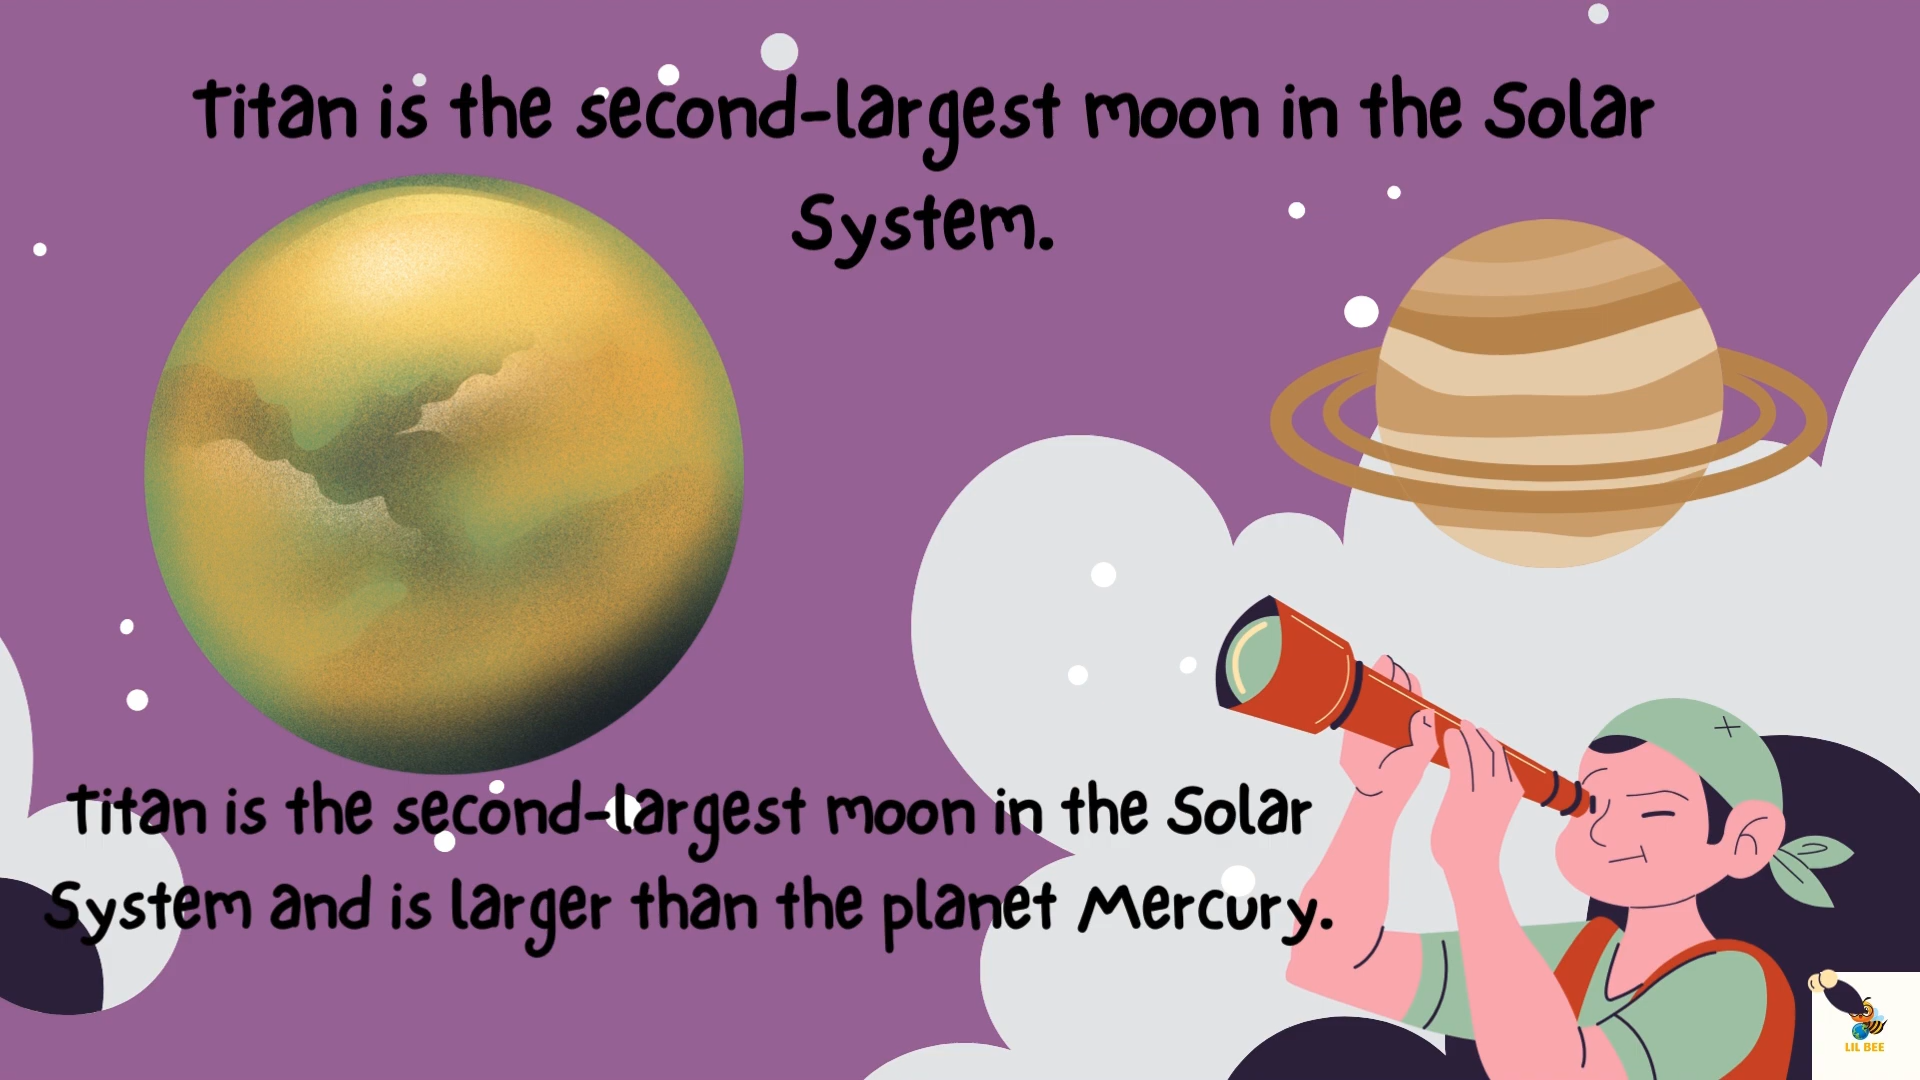 Titan is the second-largest moon in the Solar
System.
Titan is the second-largest moon in the Solar
System and is larger than the planet Mercury.
LIL BEE